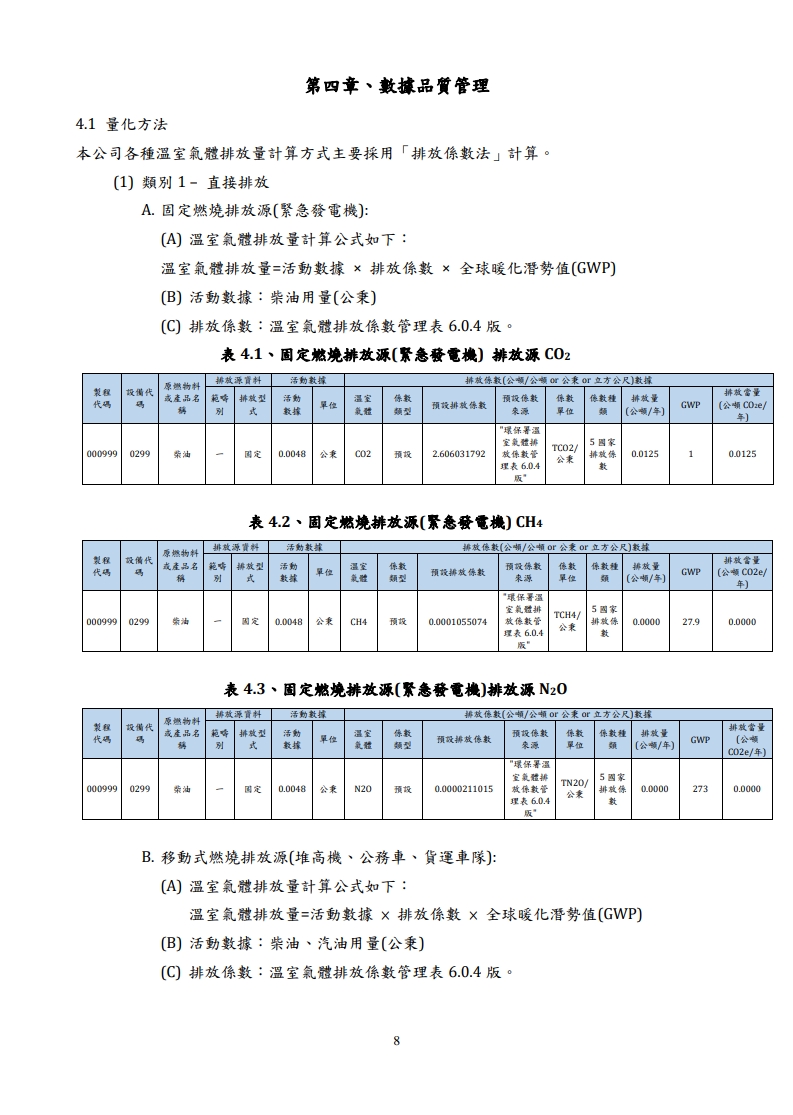 第四章、數據品質管理
4.1 量化方法
本公司各種溫室氣體排放量計算方式主要採用「排放係數法」計算。
(1) 類別 1 – 直接排放
A. 固定燃燒排放源(緊急發電機):
(A) 溫室氣體排放量計算公式如下：
溫室氣體排放量=活動數據 × 排放係數 × 全球暖化潛勢值(GWP)
(B) 活動數據：柴油用量(公秉)
(C) 排放係數：溫室氣體排放係數管理表 6.0.4 版。
表 4.1、固定燃燒排放源(緊急發電機) 排放源 CO2
製程代碼 設備代碼 原燃物料或產品名稱 排放源資料 活動數據 排放係數(公噸/公噸 or 公秉 or 立方公尺)數據
範疇別 排放型式 活動數據 單位 溫室氣體 係數類型 預設排放係數 預設係數來源 係數單位 係數種類 排放量(公噸/年) GWP 排放當量(公噸 CO2e/年)
000999 0299 柴油 一 固定 0.0048 公秉 CO2 預設 2.606031792 "環保署溫室氣體排放係數管理表 6.0.4版" TCO2/公秉 5 國家排放係數 0.0125 1 0.0125
表 4.2、固定燃燒排放源(緊急發電機) CH4
製程代碼 設備代碼 原燃物料或產品名稱 排放源資料 活動數據 排放係數(公噸/公噸 or 公秉 or 立方公尺)數據
範疇別 排放型式 活動數據 單位 溫室氣體 係數類型 預設排放係數 預設係數來源 係數單位 係數種類 排放量(公噸/年) GWP 排放當量(公噸 CO2e/年)
000999 0299 柴油 一 固定 0.0048 公秉 CH4 預設 0.0001055074 "環保署溫室氣體排放係數管理表 6.0.4版" TCH4/公秉 5 國家排放係數 0.0000 27.9 0.0000
表 4.3、固定燃燒排放源(緊急發電機)排放源 N2O
製程代碼 設備代碼 原燃物料或產品名稱 排放源資料 活動數據 排放係數(公噸/公噸 or 公秉 or 立方公尺)數據
範疇別 排放型式 活動數據 單位 溫室氣體 係數類型 預設排放係數 預設係數來源 係數單位 係數種類 排放量(公噸/年) GWP 排放當量(公噸 CO2e/年)
000999 0299 柴油 一 固定 0.0048 公秉 N2O 預設 0.0000211015 "環保署溫室氣體排放係數管理表 6.0.4版" TN2O/公秉 5 國家排放係數 0.0000 273 0.0000
B. 移動式燃燒排放源(堆高機、公務車、貨運車隊):
(A) 溫室氣體排放量計算公式如下：
溫室氣體排放量=活動數據 × 排放係數 × 全球暖化潛勢值(GWP)
(B) 活動數據：柴油、汽油用量(公秉)
(C) 排放係數：溫室氣體排放係數管理表 6.0.4 版。
8